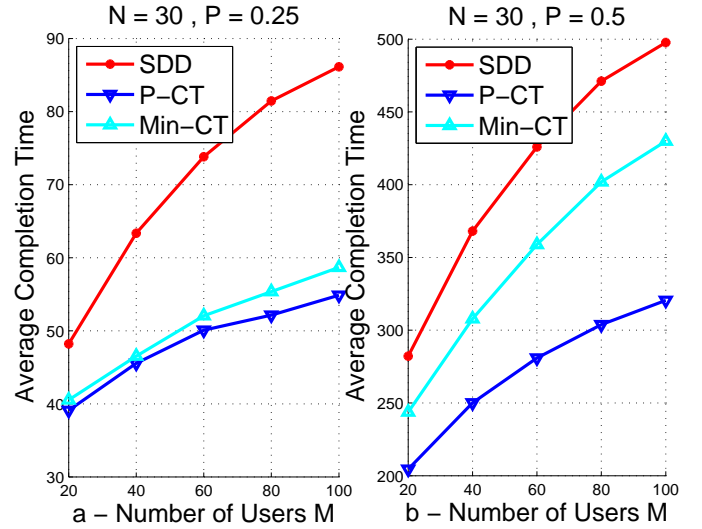 N = 30 , P = 0.25
Average Completion Time
90
80
70
60
50
40
30
SDD
P−CT
Min−CT
20 40 60 80 100
a − Number of Users M
N = 30 , P = 0.5
Average Completion Time
500
450
400
350
300
250
200
SDD
P−CT
Min−CT
20 40 60 80 100
b − Number of Users M